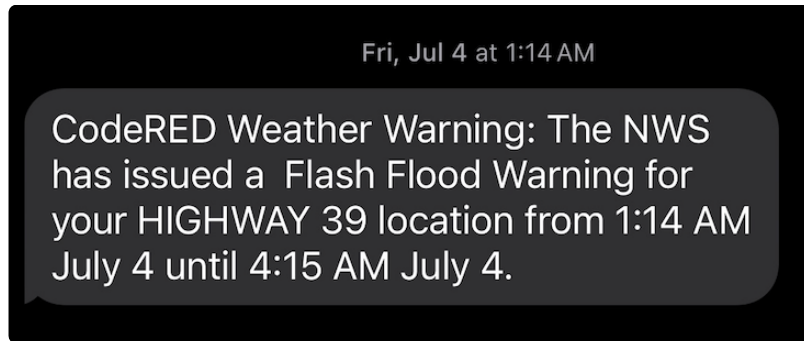 Fri, Jul 4 at 1:14 AM
CodeRED Weather Warning: The NWS
has issued a  Flash Flood Warning for
your HIGHWAY 39 location from 1:14 AM
July 4 until 4:15 AM July 4.